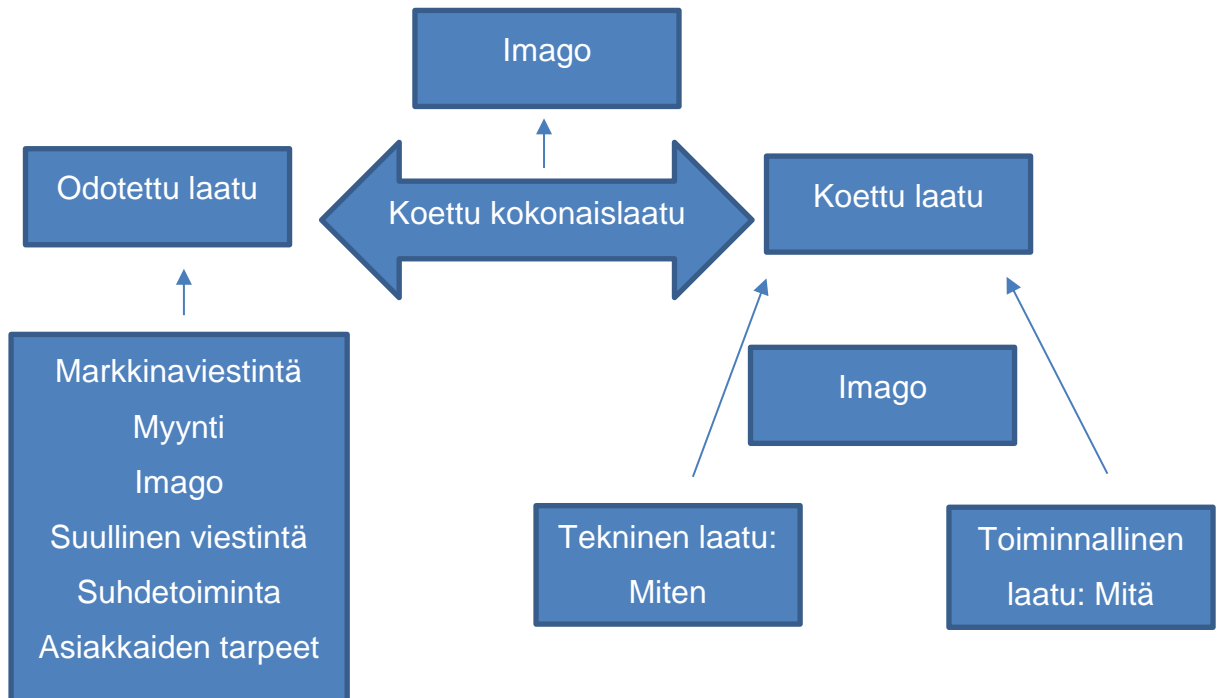 Imago
Odotettu laatu
Koettu kokonaislaatu
Koettu laatu
Markkinaviestintä
Myynti
Imago
Suullinen viestintä
Suhdetoiminta
Asiakkaiden tarpeet
Imago
Tekninen laatu:
Miten
Toiminnallinen
laatu: Mitä